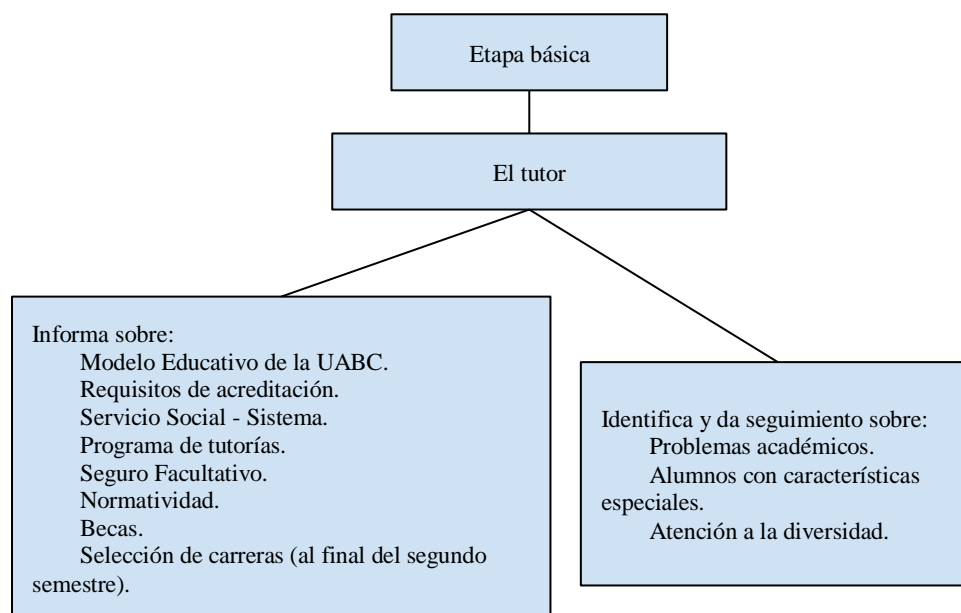 Etapa básica
El tutor
Informa sobre:
Modelo Educativo de la UABC.
Requisitos de acreditación.
Servicio Social - Sistema.
Programa de tutorías.
Seguro Facultativo.
Normatividad.
Becas.
Selección de carreras (al final del segundo
semestre).
Identifica y da seguimiento sobre:
Problemas académicos.
Alumnos con características
especiales.
Atención a la diversidad.